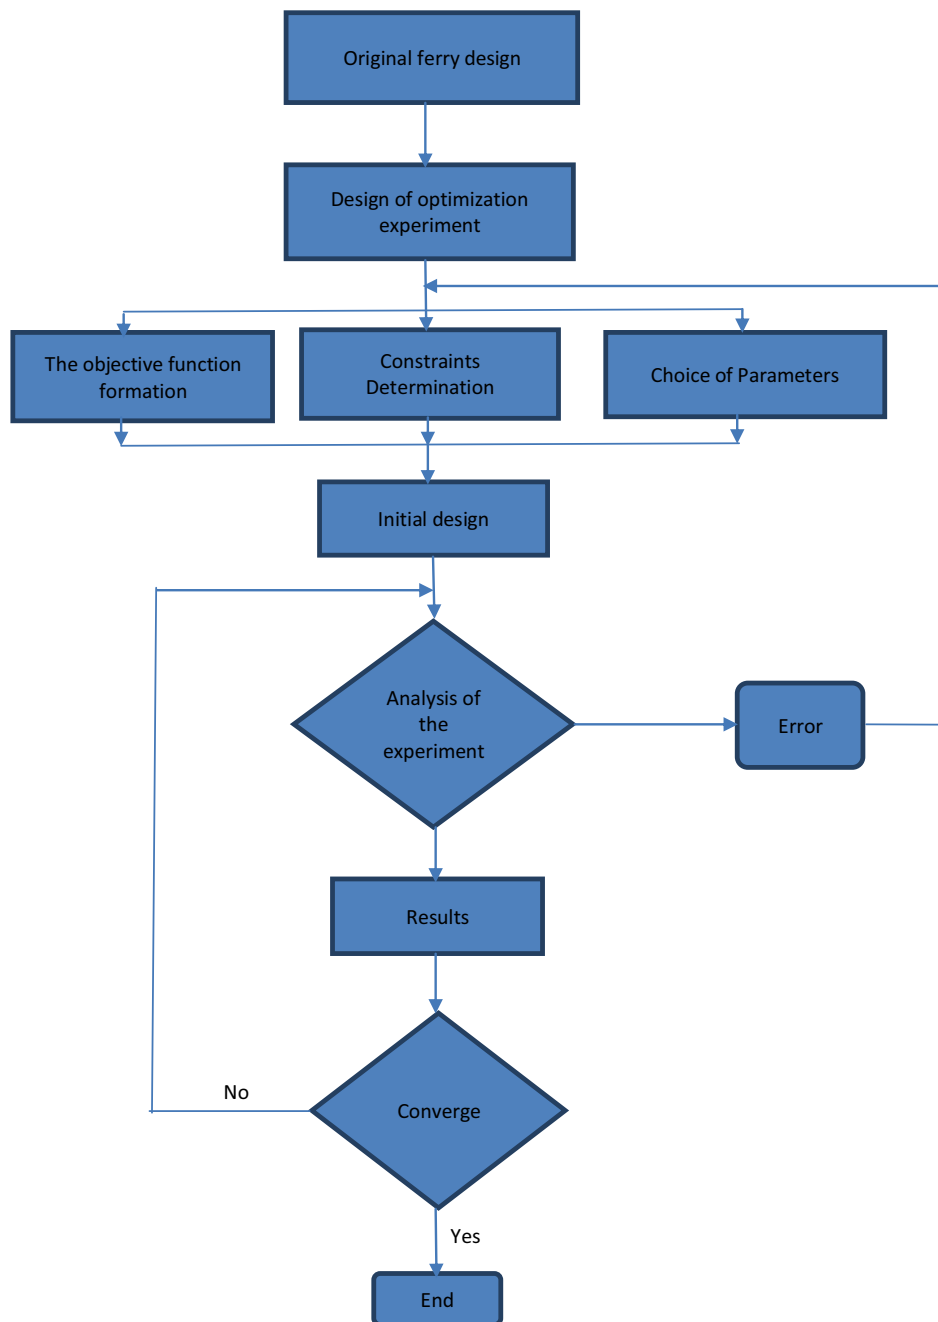 Original ferry design
Design of optimization
experiment
The objective function
formation
Constraints
Determination
Choice of Parameters
Initial design
Analysis of
the
experiment
Error
Results
No
Converge
Yes
End